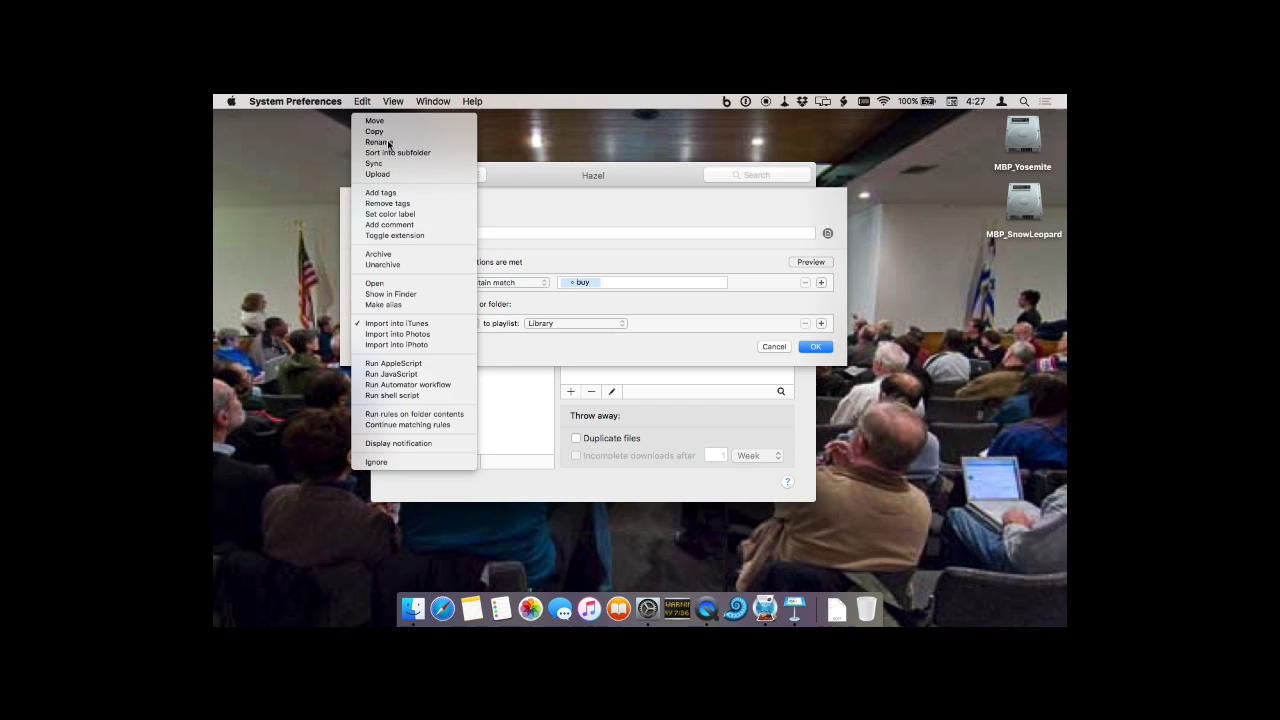 System Preferences Edit View Window Help 100% 4:27
Move
Copy
Rename
Sort into subfolder
Sync
Upload
Add tags
Remove tags
Set color label
Add comment
Toggle extension
Archive
Unarchive
Open
Show in Finder
Make alias
✓ Import into iTunes
Import into Photos
Import into iPhoto
Run AppleScript
Run JavaScript
Run Automator workflow
Run shell script
Run rules on folder contents
Continue matching rules
Display notification
Ignore
Hazel
Search
tions are met
Preview
tain match
buy
or folder:
to playlist: Library
Cancel
OK
Throw away:
Duplicate files
Incomplete downloads after 1 Week
?
MBP_Yosemite
MBP_SnowLeopard